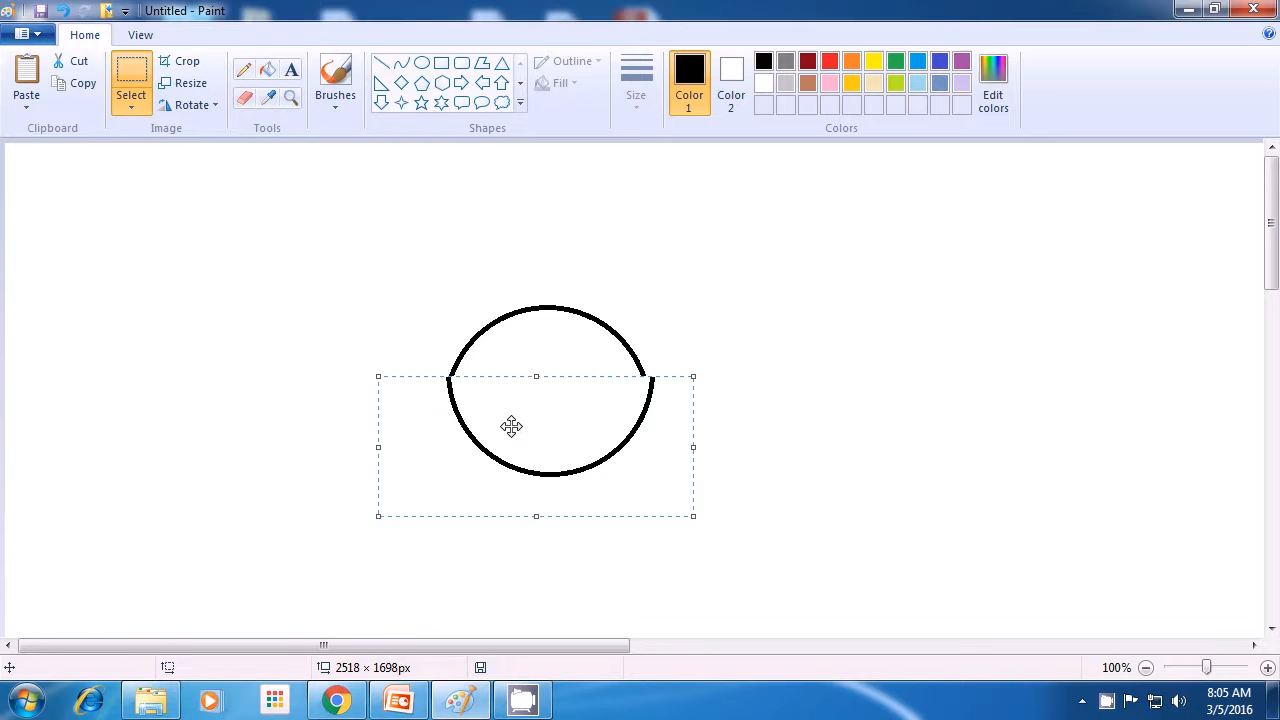 Untitled - Paint
Home View
Paste
Cut
Copy
Clipboard
Select
Crop
Resize
Rotate
Image
A
Tools
Brushes
Shapes
Outline
Fill
Size
Color 1
Color 2
Edit colors
Colors
2518 × 1698px
100%
8:05 AM
3/5/2016